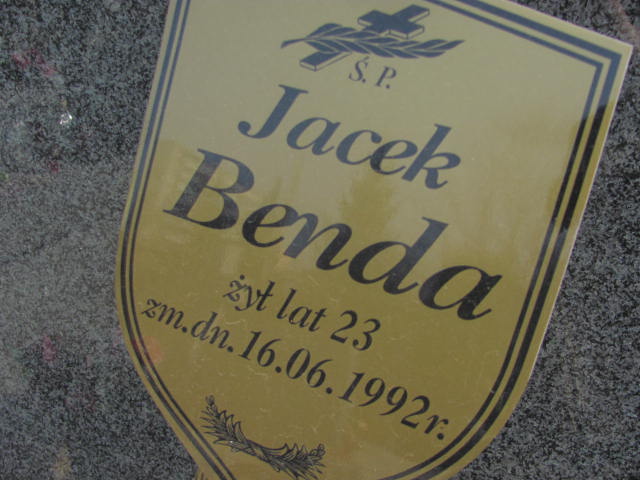 Ś. P.
Jacek
Benda
żył lat 23
zm.dn.16.06.1992r.